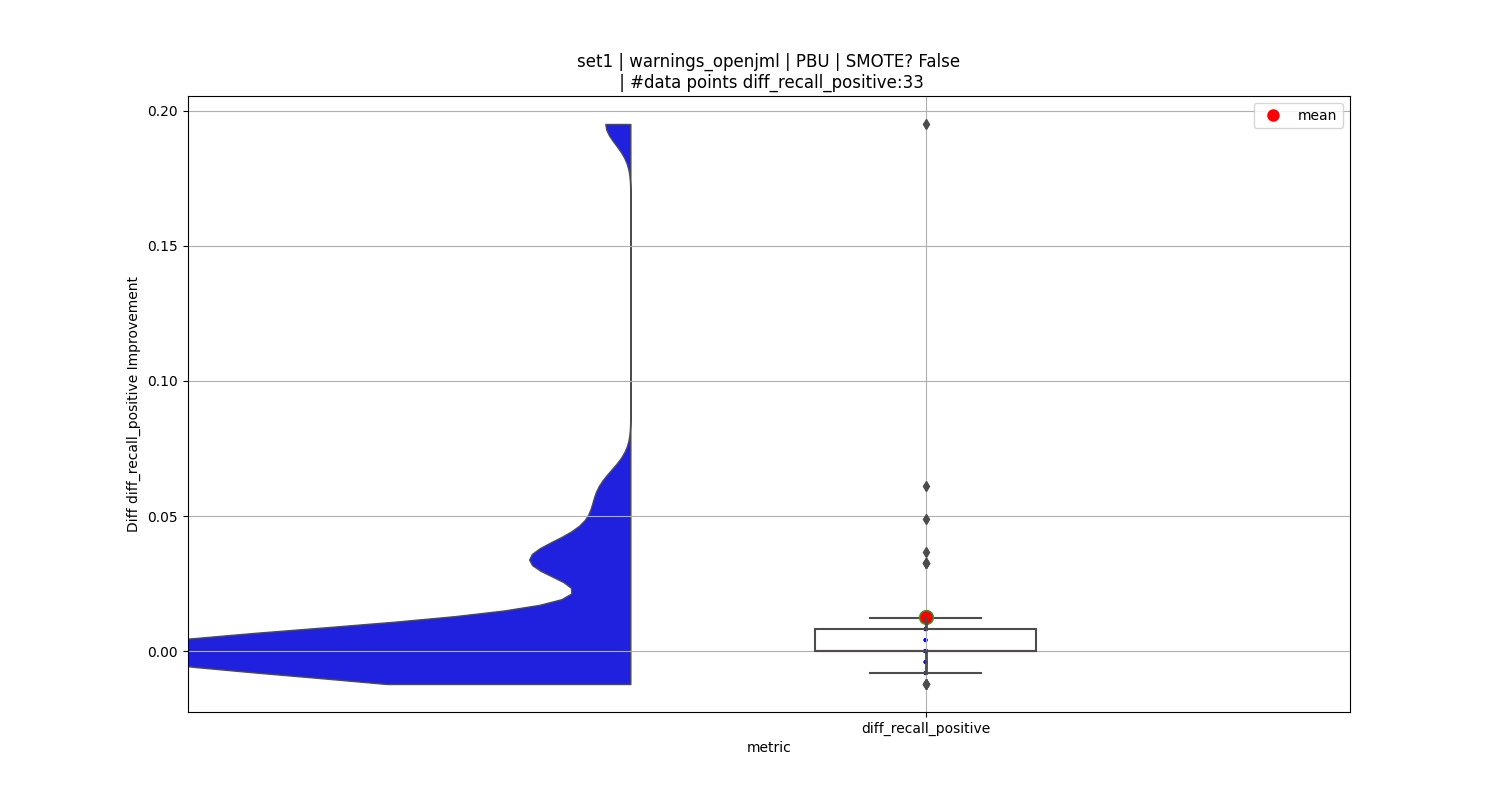 set1 | warnings_openjml | PBU | SMOTE? False
| #data points diff_recall_positive:33
mean
0.20
0.15
0.10
0.05
0.00
Diff diff_recall_positive Improvement
diff_recall_positive
metric